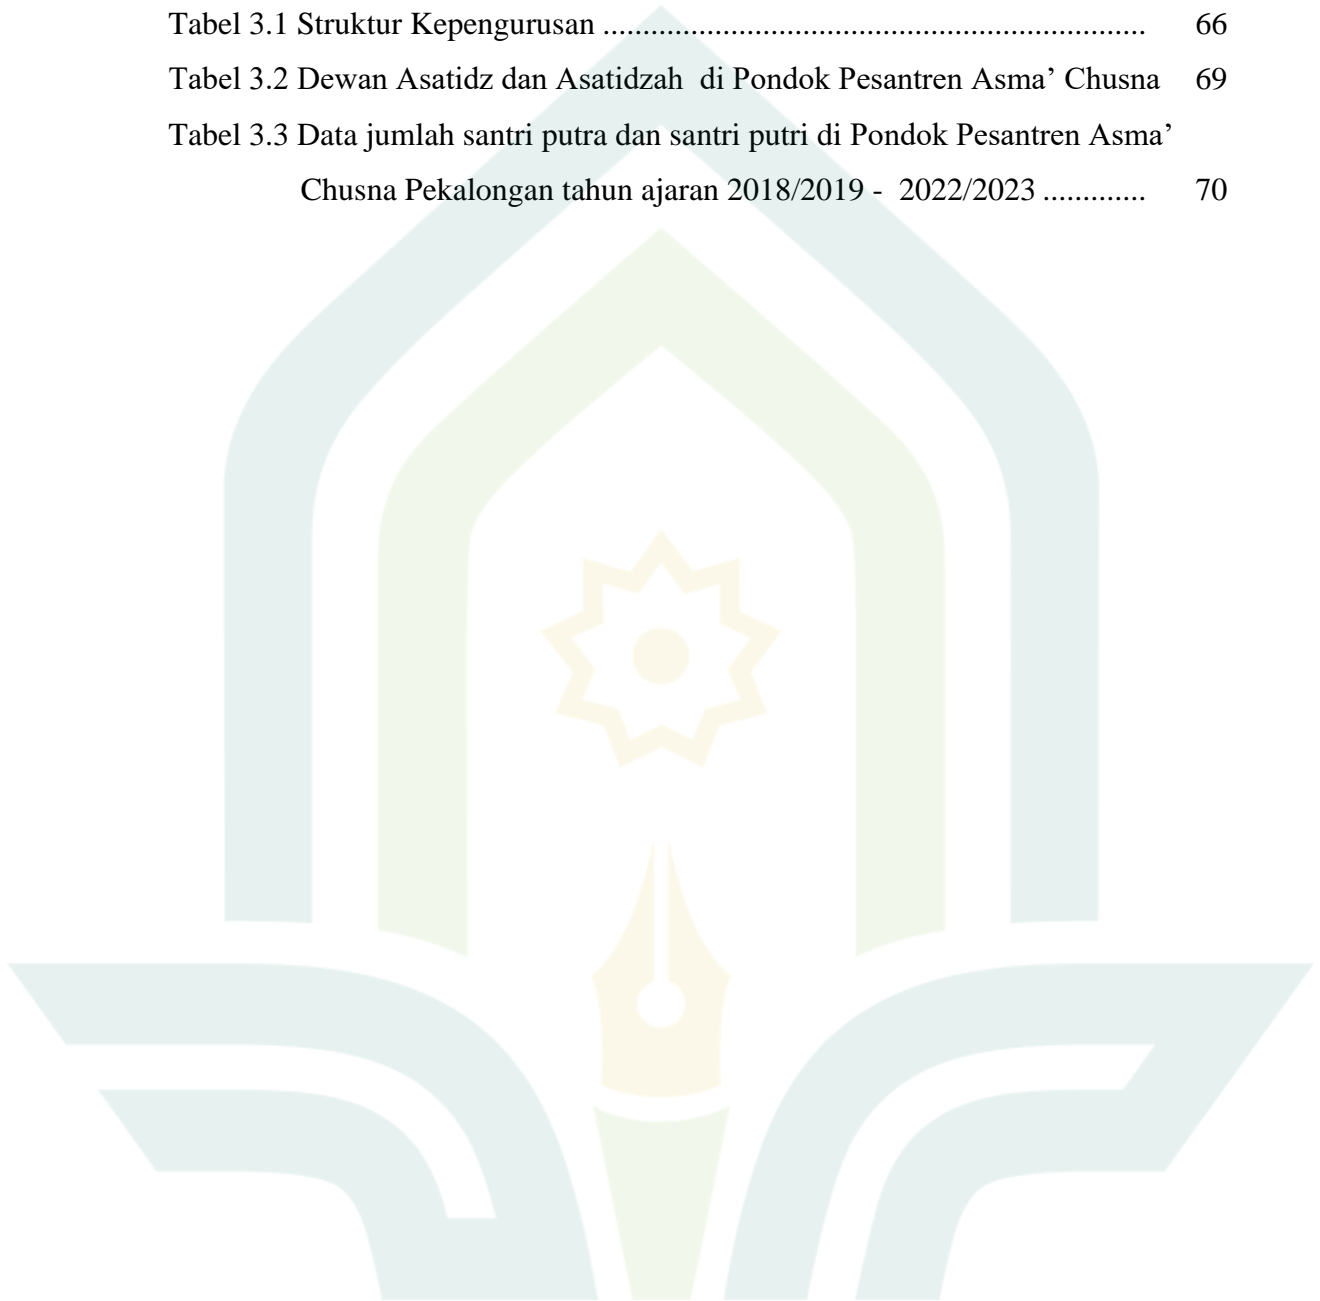 Tabel 3.1 Struktur Kepengurusan ................................................................... 66
Tabel 3.2 Dewan Asatidz dan Asatidzah  di Pondok Pesantren Asma’ Chusna 69
Tabel 3.3 Data jumlah santri putra dan santri putri di Pondok Pesantren Asma’
Chusna Pekalongan tahun ajaran 2018/2019 -  2022/2023 ............. 70